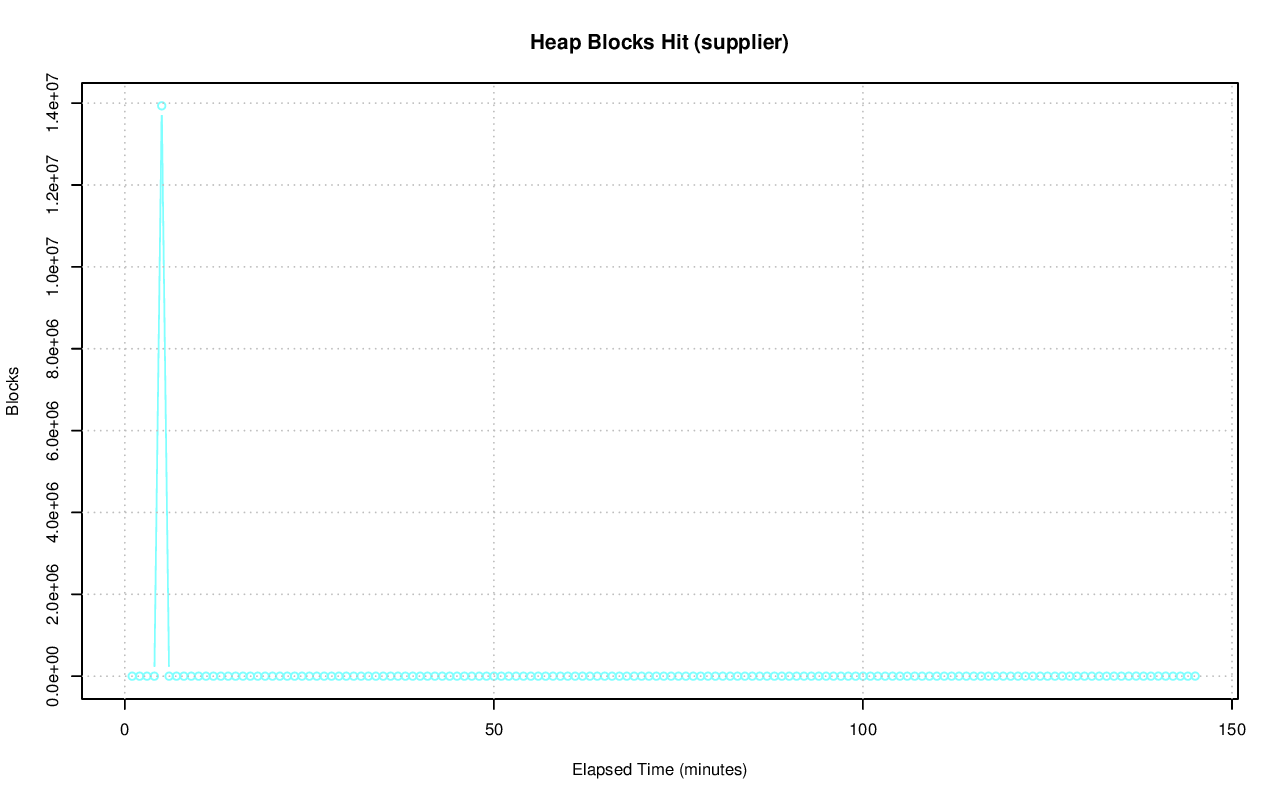 Heap Blocks Hit (supplier)
1.4e+07
1.2e+07
1.0e+07
8.0e+06
6.0e+06
4.0e+06
2.0e+06
0.0e+00
Blocks
0 50 100 150
Elapsed Time (minutes)